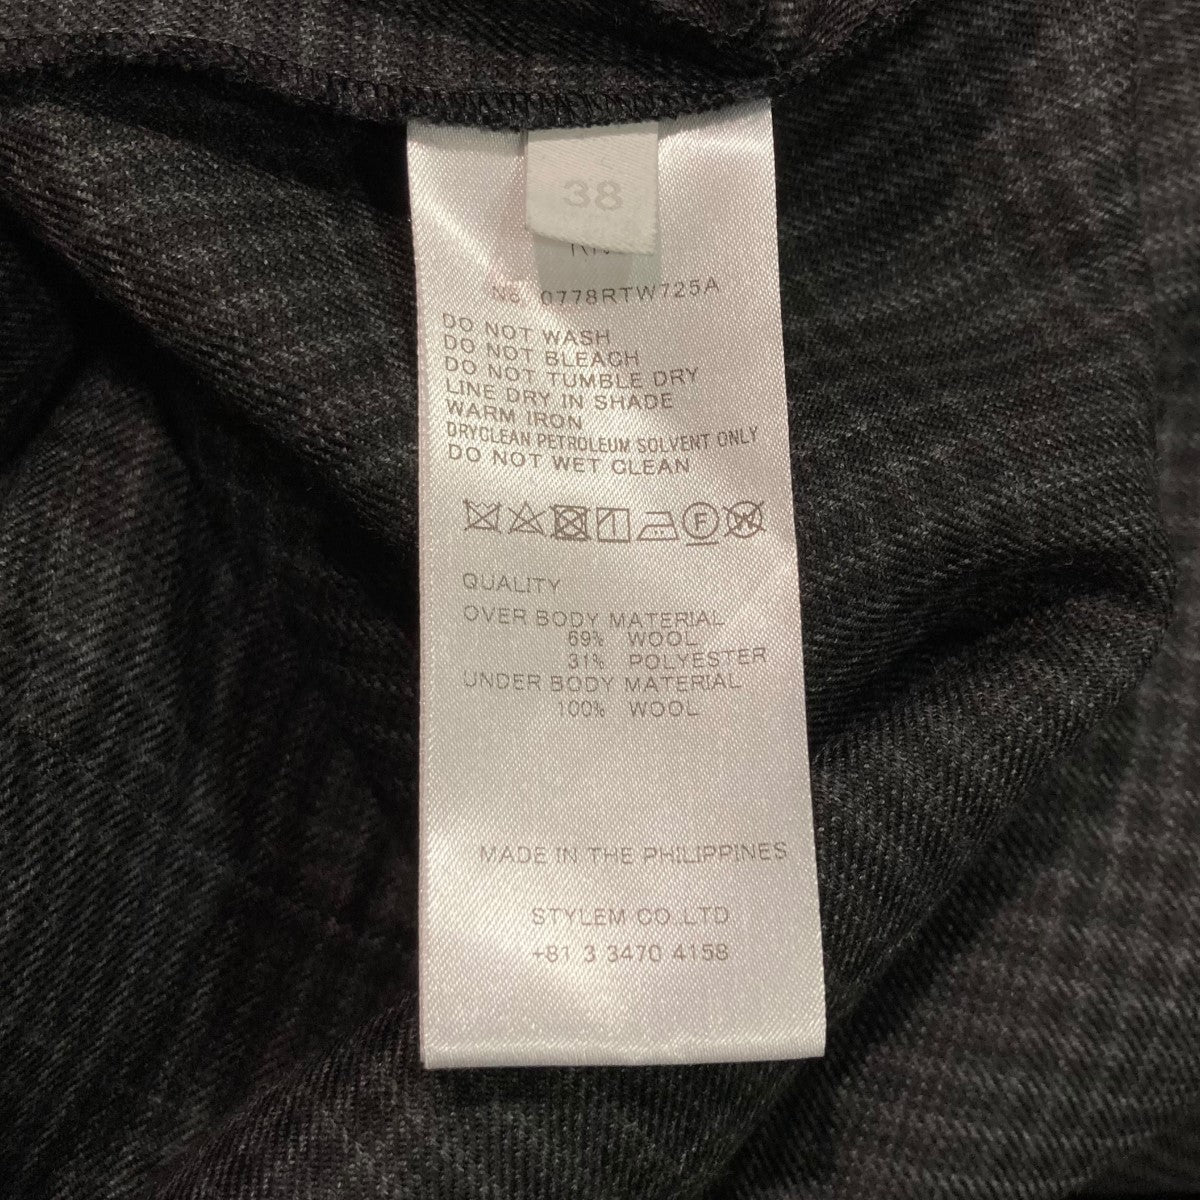 38
0778RTW725A
DO NOT WASH
DO NOT BLEACH
DO NOT TUMBLE DRY
LINE DRY IN SHADE
WARM IRON
DRYCLEAN PETROLEUM SOLVENT ONLY
DO NOT WET CLEAN
F
QUALITY
OVER BODY MATERIAL
69% WOOL
31% POLYESTER
UNDER BODY MATERIAL
100% WOOL
MADE IN THE PHILIPPINES
STYLEM CO.,LTD
+81 3 3470 4158